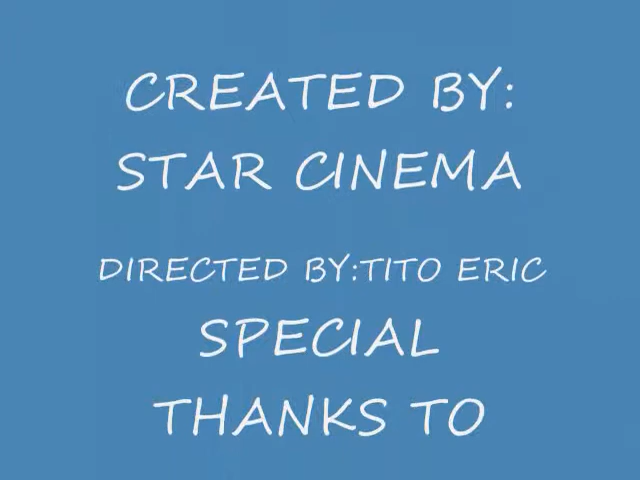 CREATED BY:
STAR CINEMA
DIRECTED BY:TITO ERIC
SPECIAL
THANKS TO